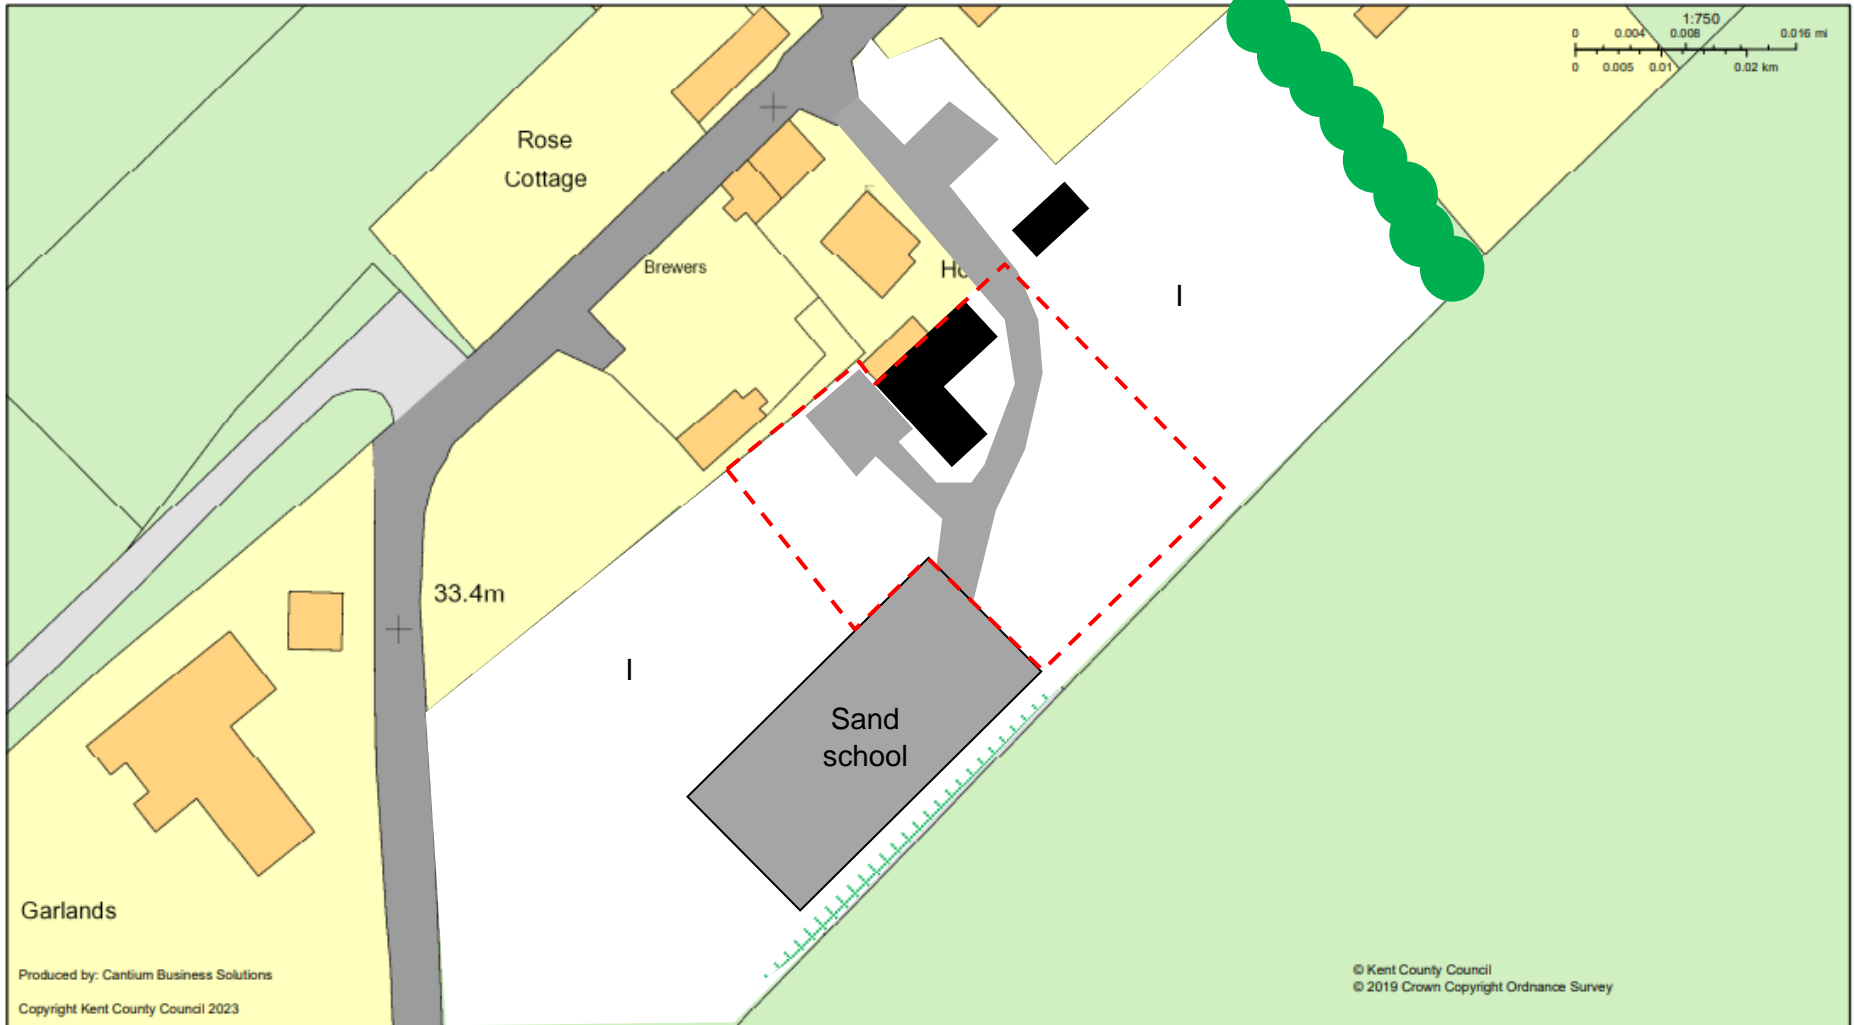 1:750
0 0.004 0.008 0.016 mi
0 0.005 0.01 0.02 km
Rose
Cottage
Brewers
Ho
I
33.4m
I
Sand
school
Garlands
Produced by: Cantium Business Solutions
Copyright Kent County Council 2023
© Kent County Council
© 2019 Crown Copyright Ordnance Survey